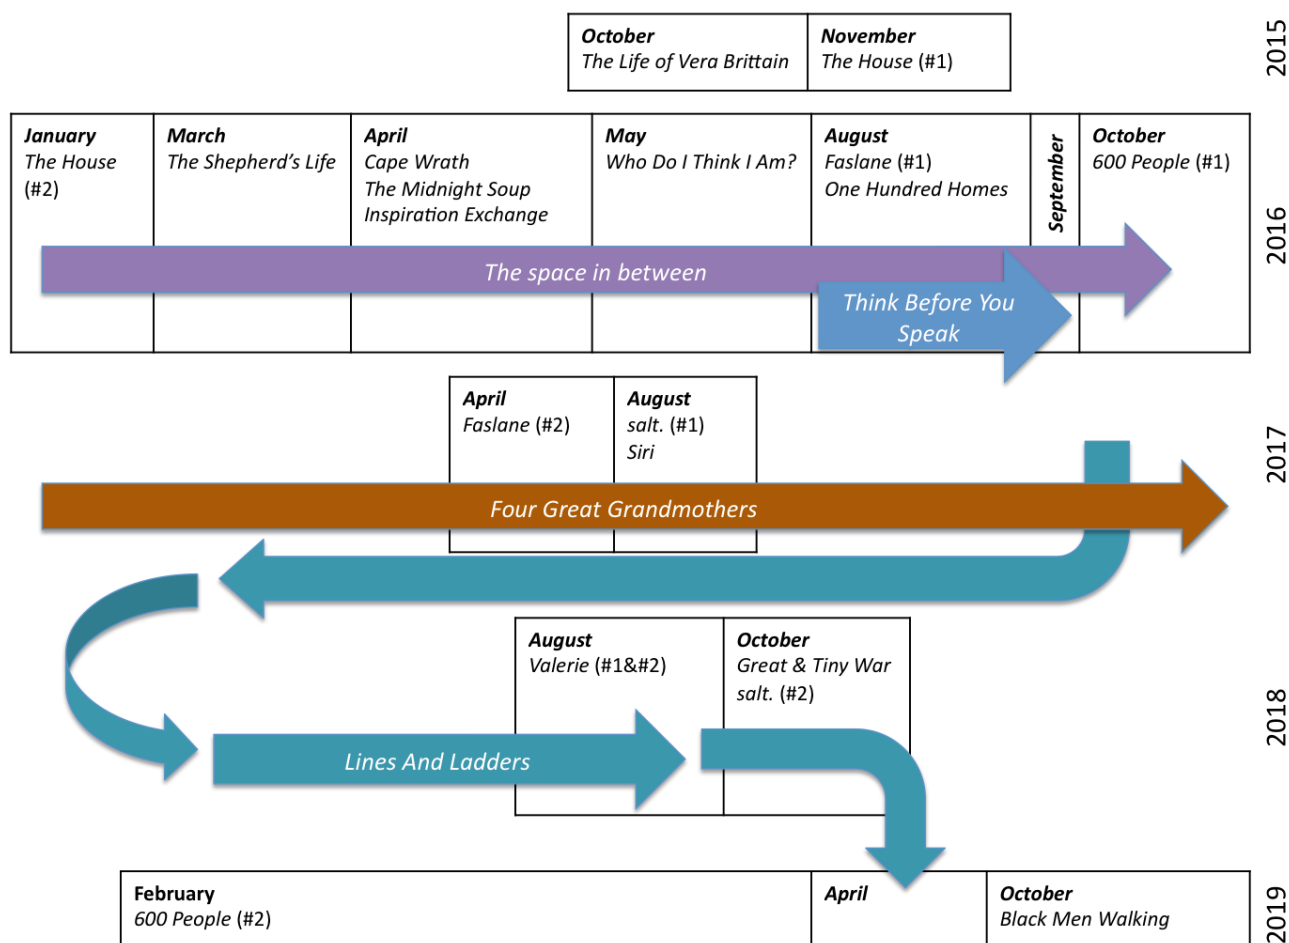 2015
October
The Life of Vera Brittain
November
The House (#1)
2016
January
The House
(#2)
March
The Shepherd's Life
April
Cape Wrath
The Midnight Soup
Inspiration Exchange
May
Who Do I Think I Am?
August
Faslane (#1)
One Hundred Homes
September
October
600 People (#1)
The space in between
Think Before You
Speak
2017
April
Faslane (#2)
August
salt. (#1)
Siri
Four Great Grandmothers
2018
August
Valerie (#1&#2)
October
Great & Tiny War
salt. (#2)
Lines And Ladders
2019
February
600 People (#2)
April
October
Black Men Walking